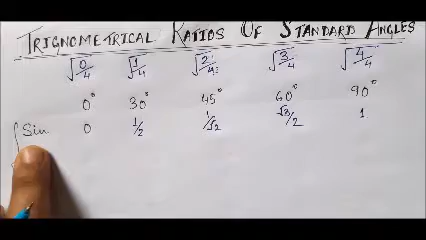 TRIGNOMETRICAL RATIOS OF STANDARD ANGLES
√0/4 √1/4 √2/4 √3/4 √4/4
0° 30° 45° 60° 90°
Sin 0 1/2 1/√2 √3/2 1